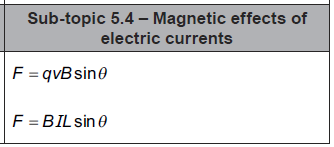 Sub-topic 5.4 – Magnetic effects of
electric currents
F = qvB sin θ
F = BIL sin θ